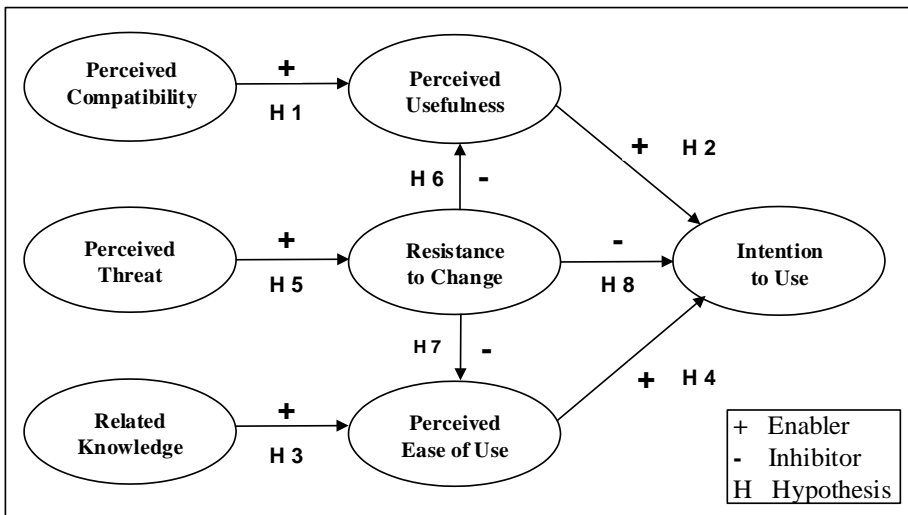 Perceived
Compatibility
+
H 1
Perceived
Usefulness
+ H 2
H 6 -
Perceived
Threat
+
H 5
Resistance
to Change
-
H 8
Intention
to Use
H 7 -
+ H 4
Related
Knowledge
+
H 3
Perceived
Ease of Use
+ Enabler
- Inhibitor
H Hypothesis